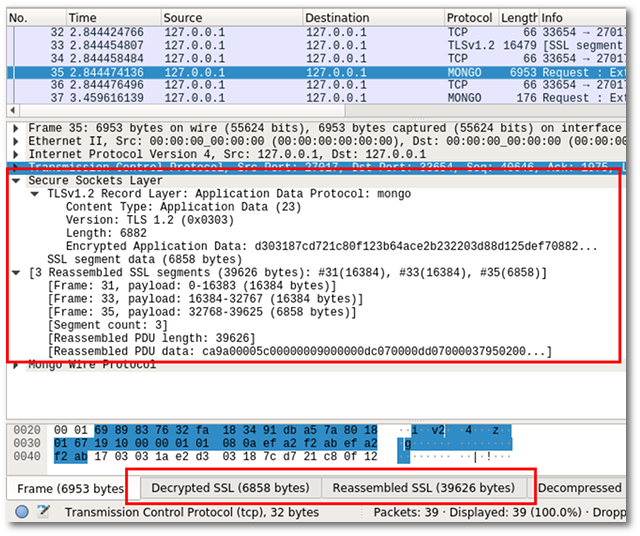 No. Time Source Destination Protocol Length Info
32 2.844424766 127.0.0.1 127.0.0.1 TCP 66 33654 → 27017
33 2.844454807 127.0.0.1 127.0.0.1 TLSv1.2 16479 [SSL segment
34 2.844458484 127.0.0.1 127.0.0.1 TCP 66 33654 → 27017
35 2.844474136 127.0.0.1 127.0.0.1 MONGO 6953 Request : Ext
36 2.844476496 127.0.0.1 127.0.0.1 TCP 66 33654 → 27017
37 3.459616139 127.0.0.1 127.0.0.1 MONGO 176 Request : Ext
Frame 35: 6953 bytes on wire (55624 bits), 6953 bytes captured (55624 bits) on interface
Ethernet II, Src: 00:00:00_00:00:00 (00:00:00:00:00:00), Dst: 00:00:00_00:00:00 (00:00:0
Internet Protocol Version 4, Src: 127.0.0.1, Dst: 127.0.0.1
Transmission Control Protocol, Src Port: 27017, Dst Port: 33654, Seq: 40646, Ack: 1975,
Secure Sockets Layer
TLSv1.2 Record Layer: Application Data Protocol: mongo
Content Type: Application Data (23)
Version: TLS 1.2 (0x0303)
Length: 6882
Encrypted Application Data: d303187cd721c80f123b64ace2b232203d88d125def70882...
SSL segment data (6858 bytes)
[3 Reassembled SSL segments (39626 bytes): #31(16384), #33(16384), #35(6858)]
[Frame: 31, payload: 0-16383 (16384 bytes)]
[Frame: 33, payload: 16384-32767 (16384 bytes)]
[Frame: 35, payload: 32768-39625 (6858 bytes)]
[Segment count: 3]
[Reassembled PDU length: 39626]
[Reassembled PDU data: ca9a00005c00000009000000dc070000dd07000037950200...]
Mongo Wire Protocol
0020 00 01 69 89 83 76 32 fa 18 34 91 db a5 7a 80 18 ··i··v2· ·4···z··
0030 01 67 19 10 00 00 01 01 08 0a ef a2 f2 ab ef a2 ·g······ ········
0040 f2 ab 17 03 03 1a e2 d3 03 18 7c d7 21 c8 0f 12 ········ ··|·!···
Frame (6953 bytes) Decrypted SSL (6858 bytes) Reassembled SSL (39626 bytes) Decompressed
Transmission Control Protocol (tcp), 32 bytes Packets: 39 · Displayed: 39 (100.0%) · Dropp